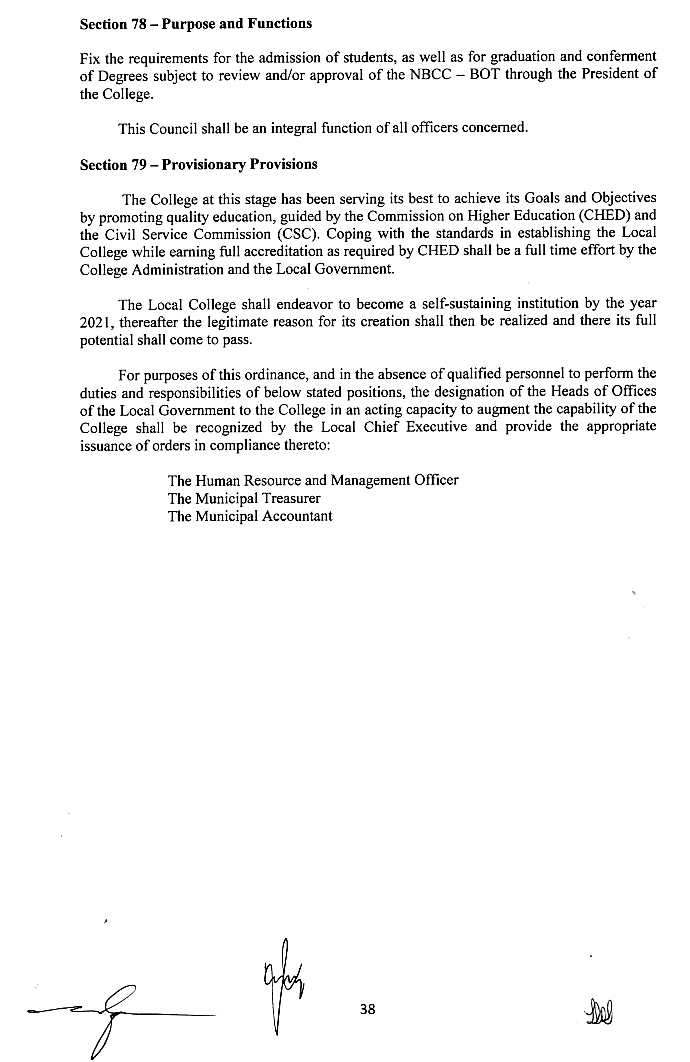 Section 78 – Purpose and Functions
Fix the requirements for the admission of students, as well as for graduation and conferment
of Degrees subject to review and/or approval of the NBCC – BOT through the President of
the College.
This Council shall be an integral function of all officers concerned.
Section 79 – Provisionary Provisions
The College at this stage has been serving its best to achieve its Goals and Objectives
by promoting quality education, guided by the Commission on Higher Education (CHED) and
the Civil Service Commission (CSC). Coping with the standards in establishing the Local
College while earning full accreditation as required by CHED shall be a full time effort by the
College Administration and the Local Government.
The Local College shall endeavor to become a self-sustaining institution by the year
2021, thereafter the legitimate reason for its creation shall then be realized and there its full
potential shall come to pass.
For purposes of this ordinance, and in the absence of qualified personnel to perform the
duties and responsibilities of below stated positions, the designation of the Heads of Offices
of the Local Government to the College in an acting capacity to augment the capability of the
College shall be recognized by the Local Chief Executive and provide the appropriate
issuance of orders in compliance thereto:
The Human Resource and Management Officer
The Municipal Treasurer
The Municipal Accountant
38